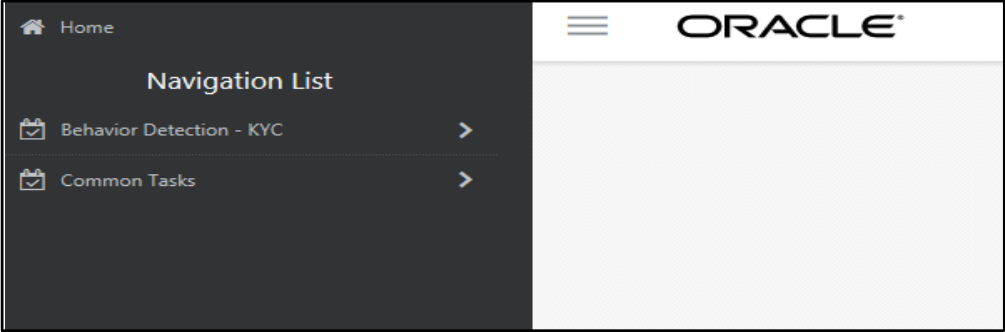 Home
ORACLE
Navigation List
Behavior Detection - KYC
Common Tasks